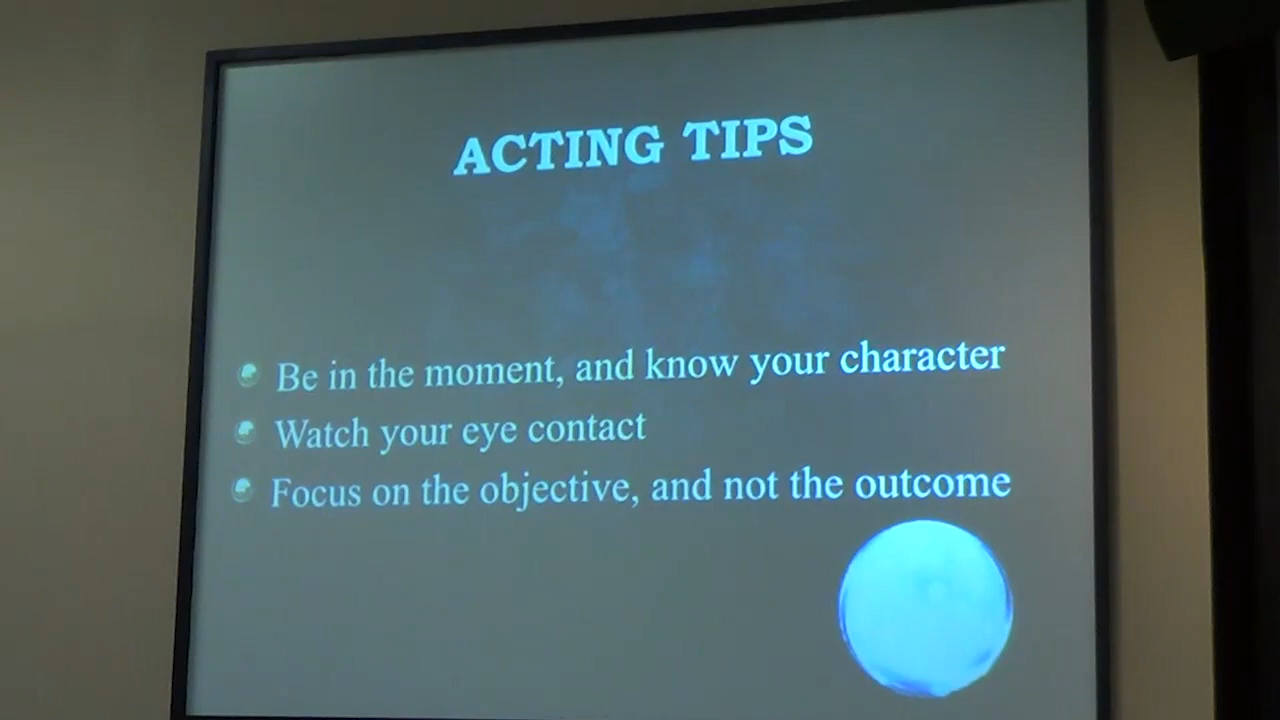 ACTING TIPS
Be in the moment, and know your character
Watch your eye contact
Focus on the objective, and not the outcome